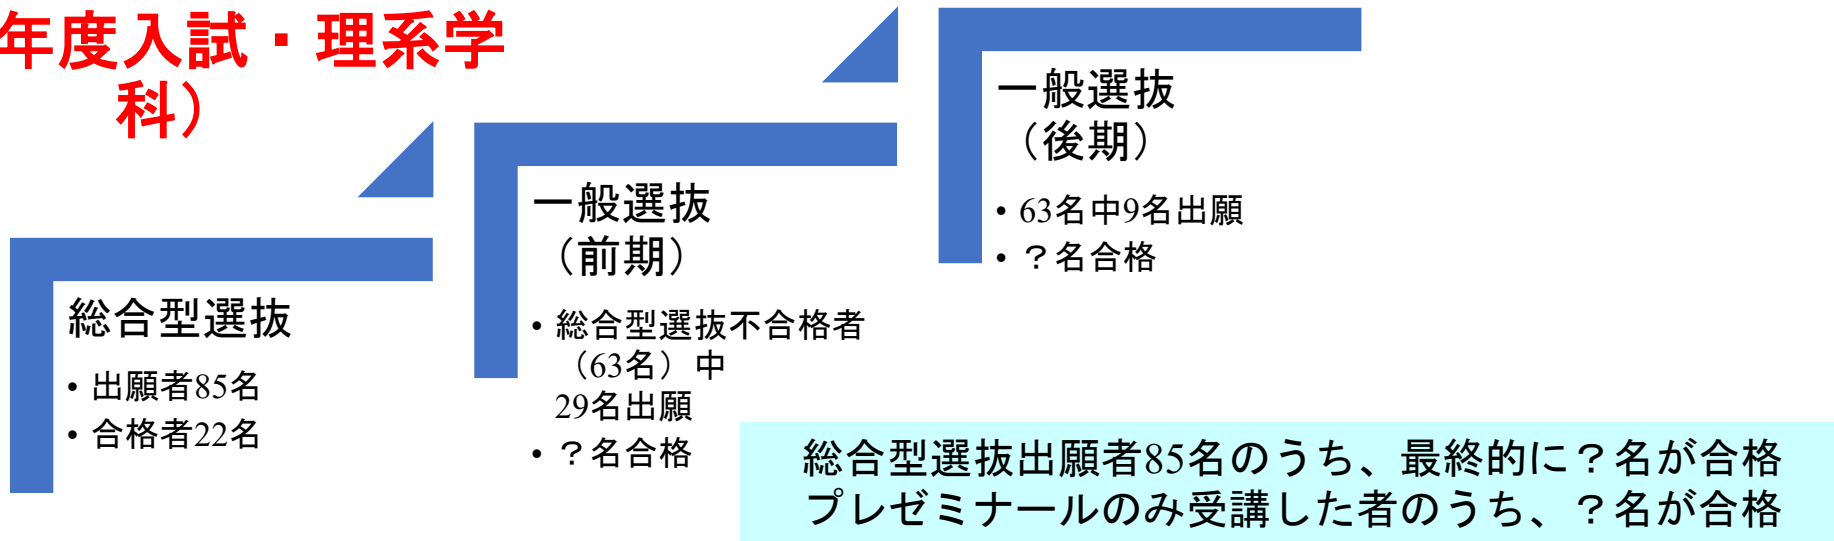 年度入試・理系学
科）
総合型選抜
• 出願者85名
• 合格者22名
一般選抜
（前期）
• 総合型選抜不合格者
（63名）中
29名出願
• ？名合格
一般選抜
（後期）
• 63名中9名出願
• ？名合格
総合型選抜出願者85名のうち、最終的に？名が合格
プレゼミナールのみ受講した者のうち、？名が合格